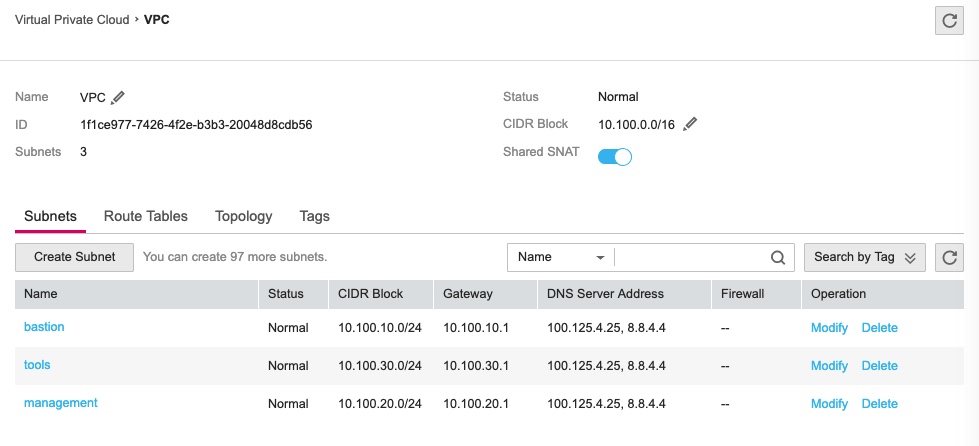 Virtual Private Cloud › VPC
Name VPC Status Normal
ID 1f1ce977-7426-4f2e-b3b3-20048d8cdb56 CIDR Block 10.100.0.0/16
Subnets 3 Shared SNAT
Subnets Route Tables Topology Tags
Create Subnet You can create 97 more subnets. Name Search by Tag
Name Status CIDR Block Gateway DNS Server Address Firewall Operation
bastion Normal 10.100.10.0/24 10.100.10.1 100.125.4.25, 8.8.4.4 -- Modify Delete
tools Normal 10.100.30.0/24 10.100.30.1 100.125.4.25, 8.8.4.4 -- Modify Delete
management Normal 10.100.20.0/24 10.100.20.1 100.125.4.25, 8.8.4.4 -- Modify Delete